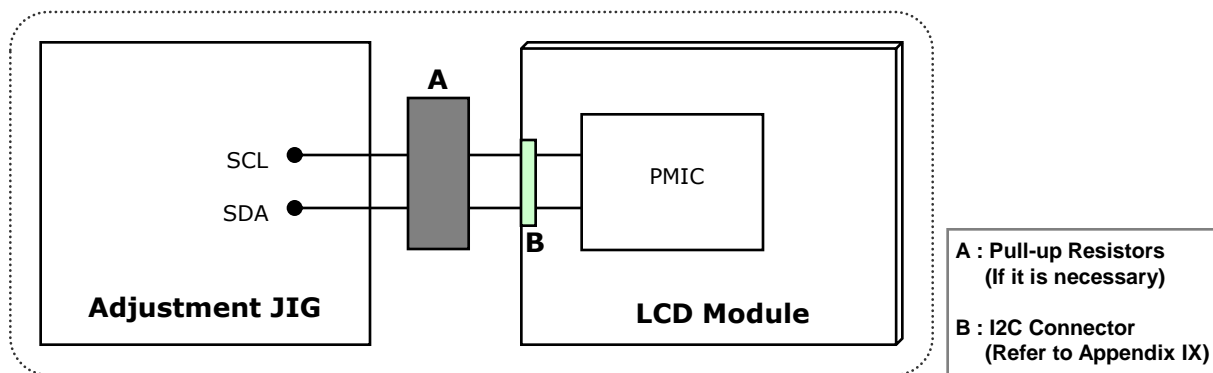 A
SCL
SDA
PMIC
B
Adjustment JIG
LCD Module
A : Pull-up Resistors
(If it is necessary)
B : I2C Connector
(Refer to Appendix IX)